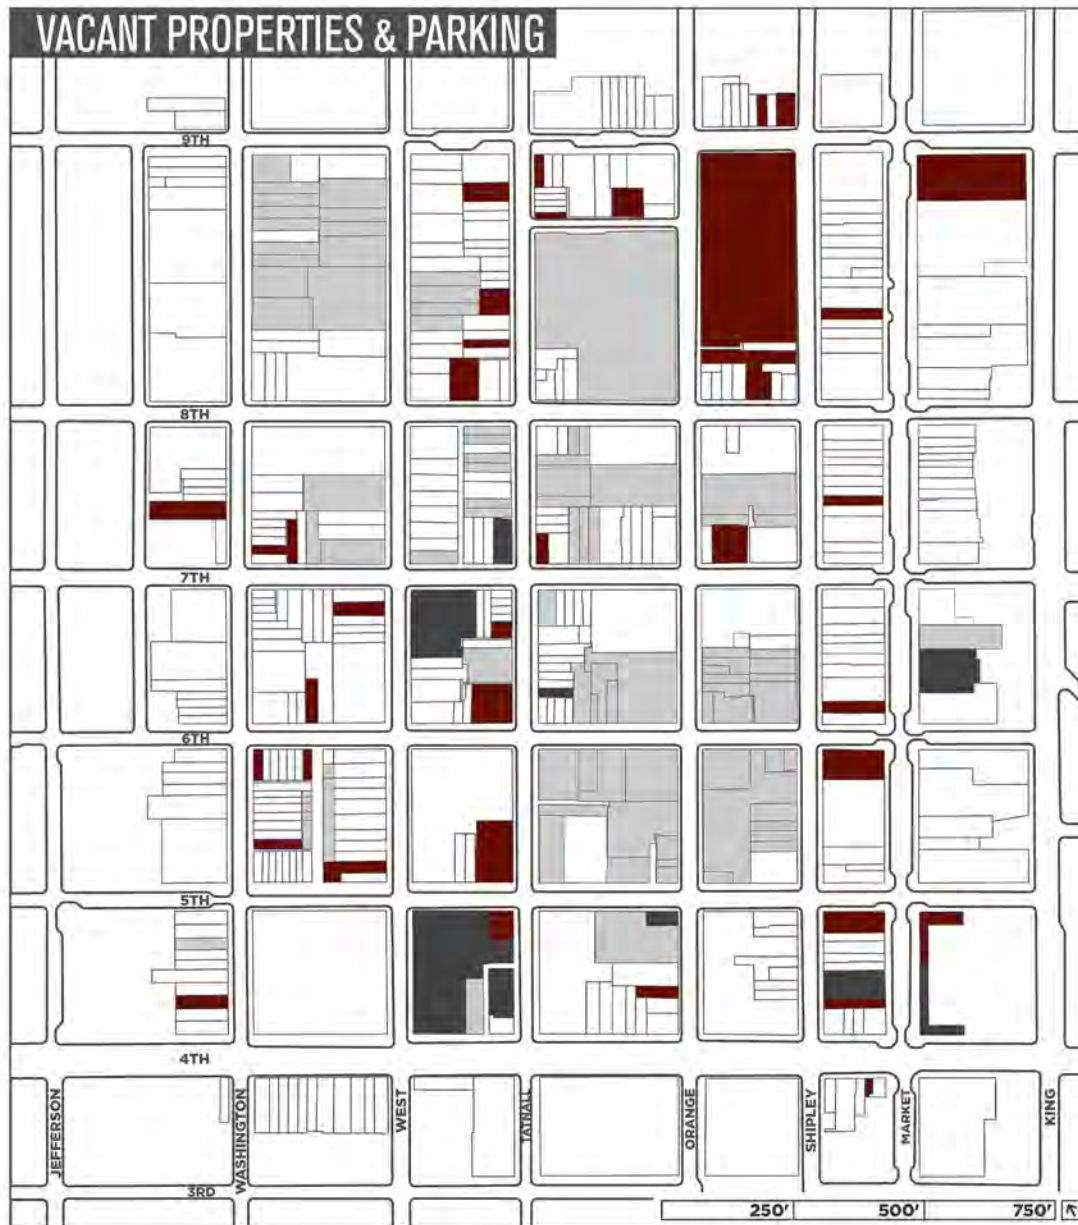 VACANT PROPERTIES & PARKING
9TH
8TH
7TH
6TH
5TH
4TH
JEFFERSON
WASHINGTON
WEST
TATNALL
ORANGE
SHIPLEY
MARKET
KING
3RD
250'
500'
750'